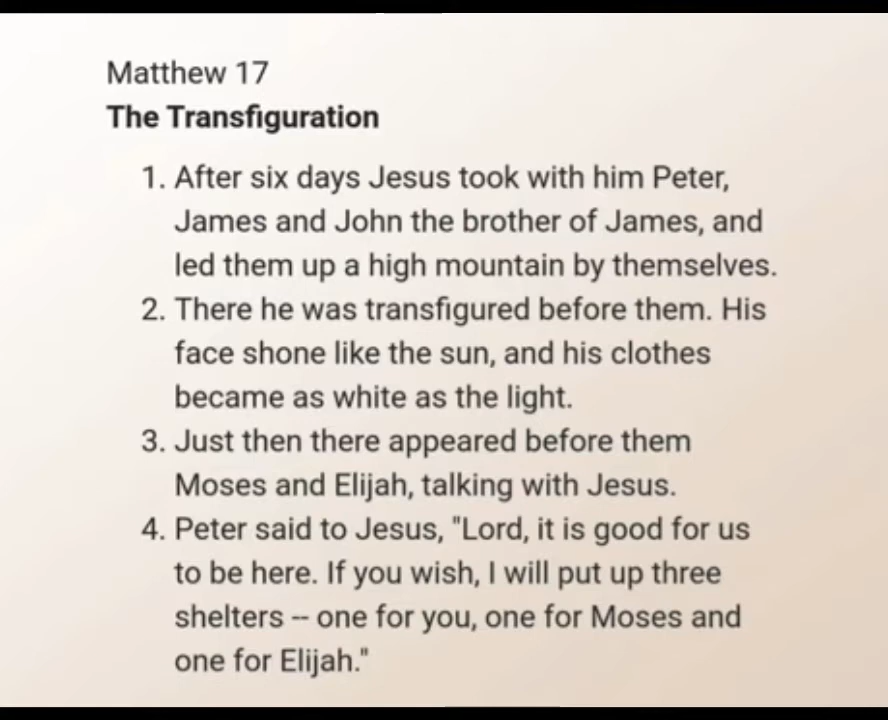 Matthew 17
The Transfiguration
1. After six days Jesus took with him Peter,
James and John the brother of James, and
led them up a high mountain by themselves.
2. There he was transfigured before them. His
face shone like the sun, and his clothes
became as white as the light.
3. Just then there appeared before them
Moses and Elijah, talking with Jesus.
4. Peter said to Jesus, "Lord, it is good for us
to be here. If you wish, I will put up three
shelters -- one for you, one for Moses and
one for Elijah."